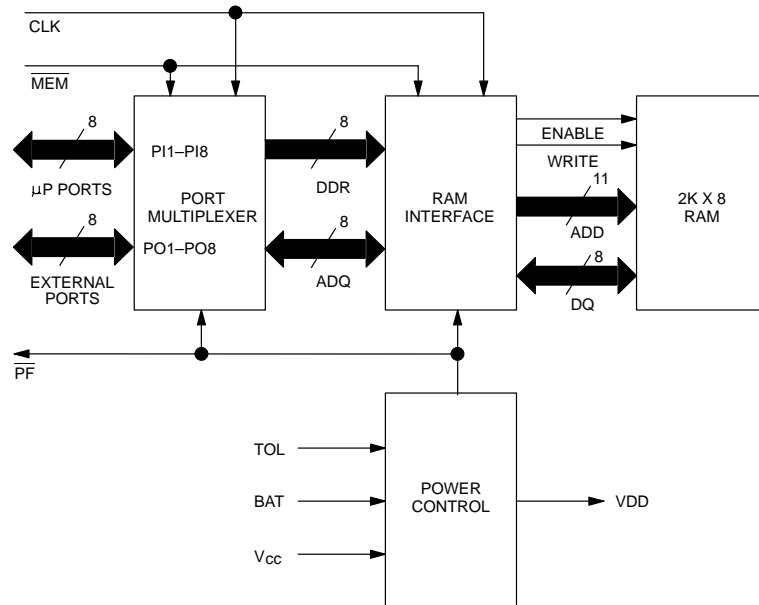 CLK
MEM
8
8
8
8
11
8
PI1–PI8
ENABLE
WRITE
µP PORTS
DDR
PORT
MULTIPLEXER
RAM
INTERFACE
2K X 8
RAM
ADD
PO1–PO8
EXTERNAL
PORTS
ADQ
DQ
PF
TOL
BAT
VCC
POWER
CONTROL
VDD